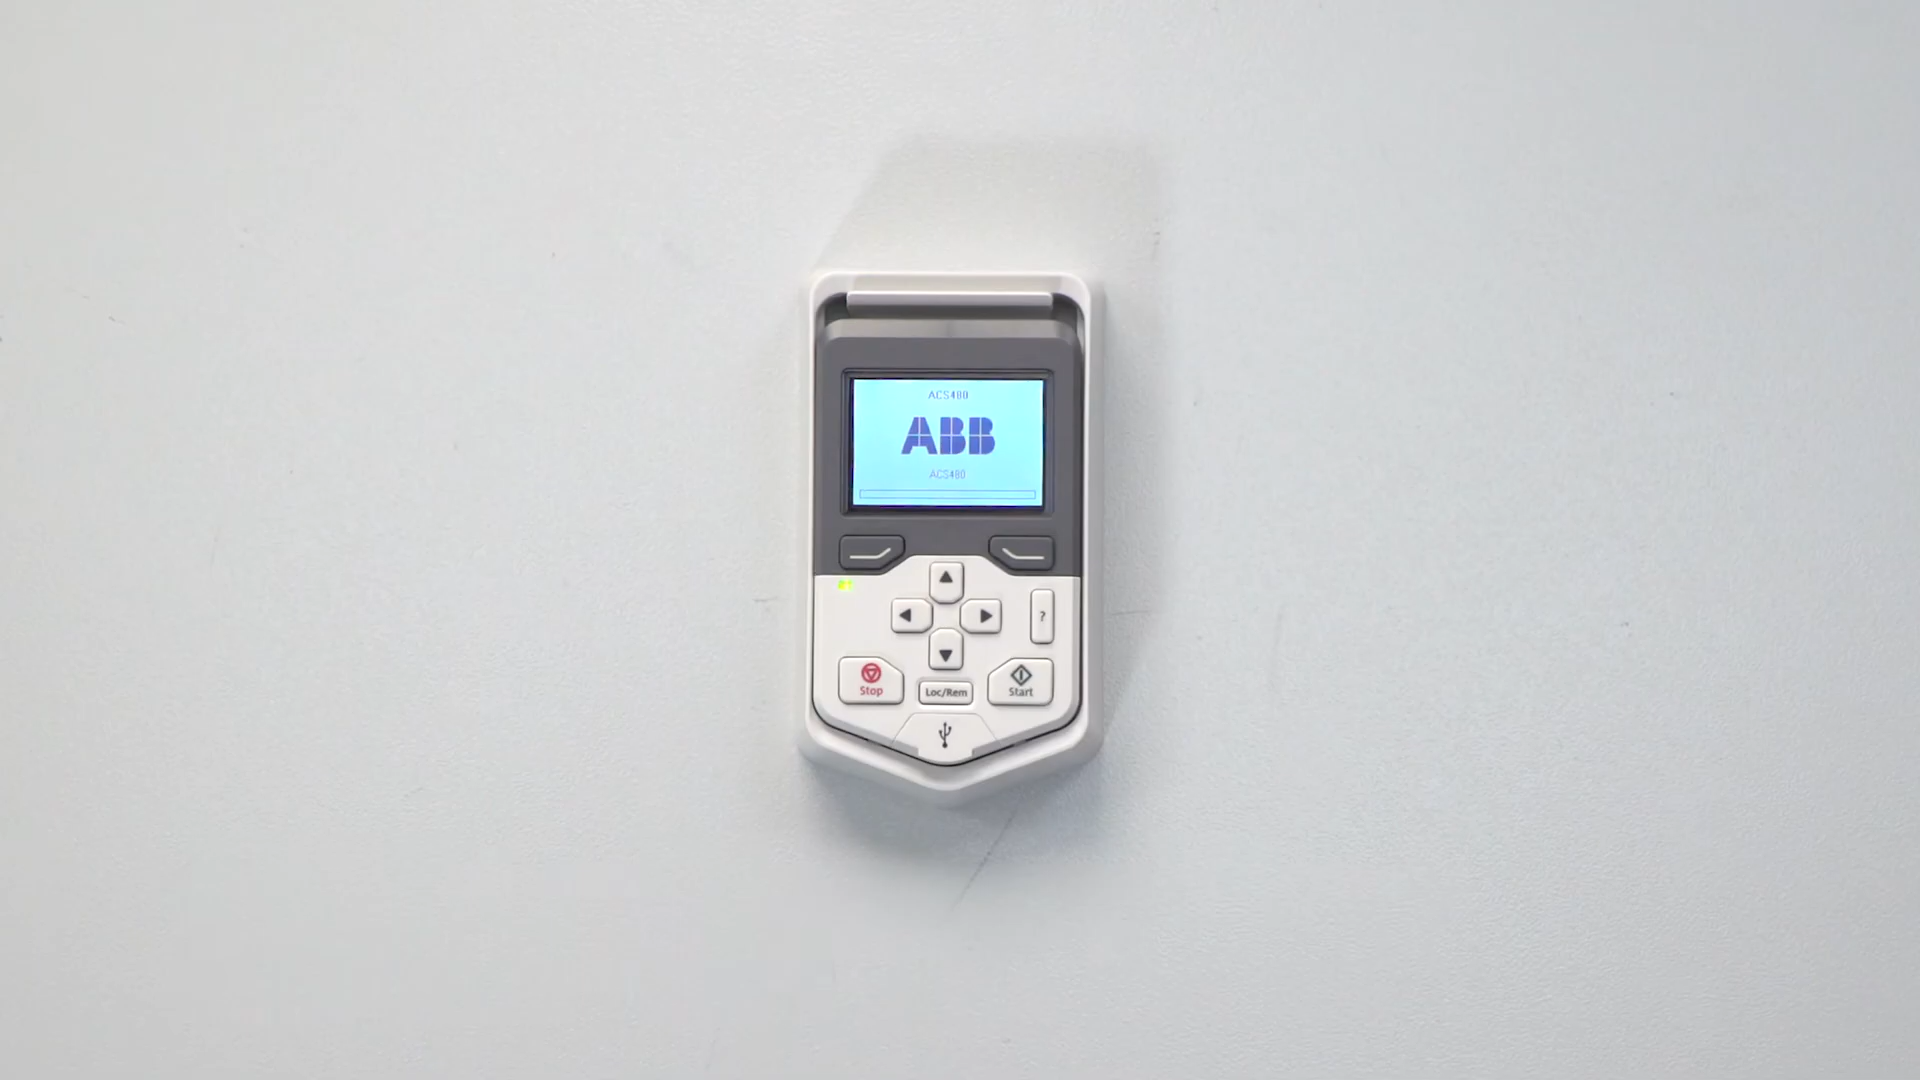 ACS480
ABB
ACS480
?
Stop
Loc/Rem
Start